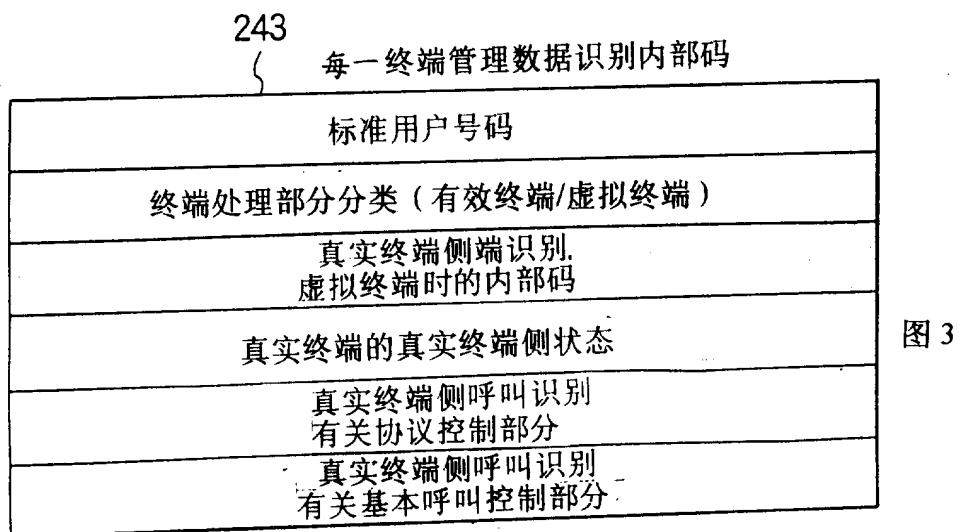 243
每一终端管理数据识别内部码
标准用户号码
终端处理部分分类（有效终端/虚拟终端）
真实终端侧端识别
虚拟终端时的内部码
真实终端的真实终端侧状态
图 3
真实终端侧呼叫识别
有关协议控制部分
真实终端侧呼叫识别
有关基本呼叫控制部分